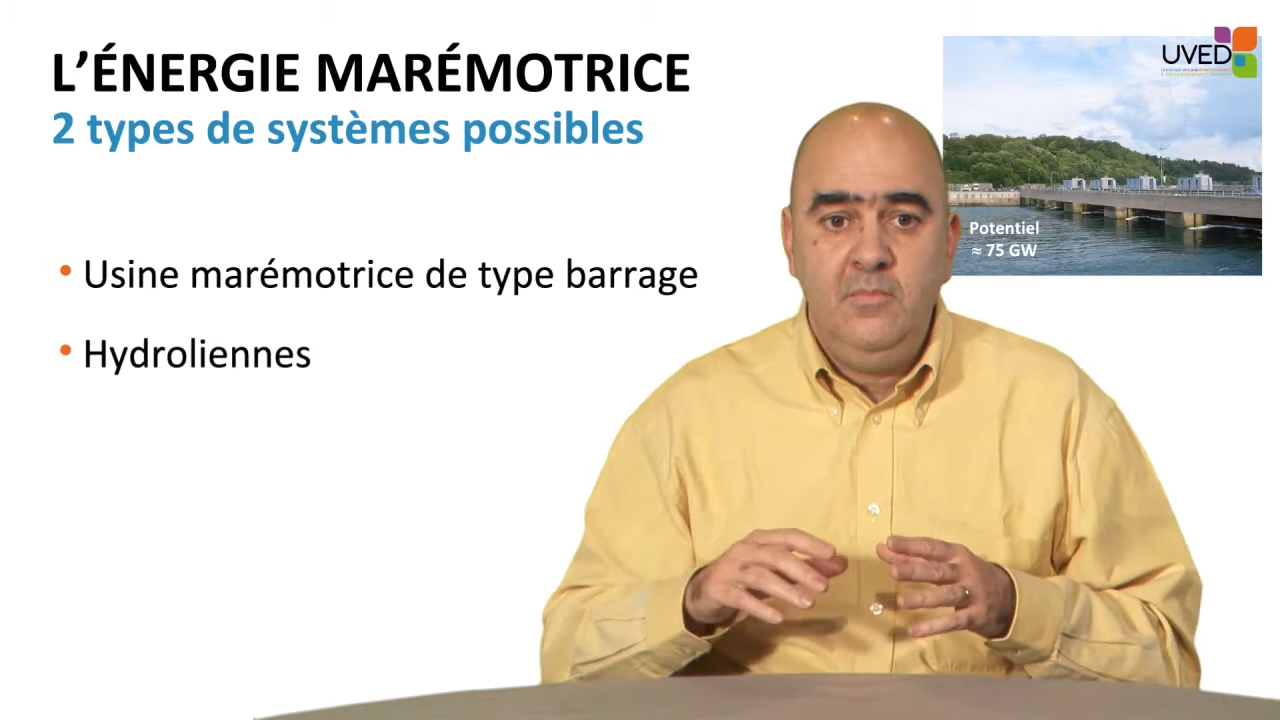 L’ÉNERGIE MARÉMOTRICE
2 types de systèmes possibles
• Usine marémotrice de type barrage
• Hydroliennes
UVED
Potentiel
≈ 75 GW